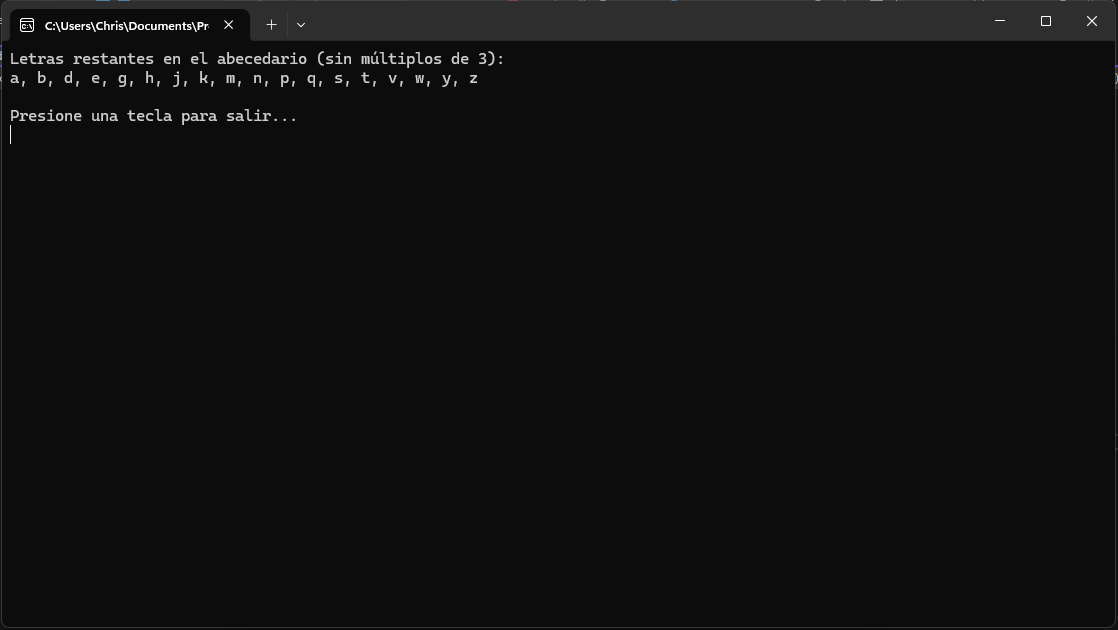 C:\Users\Chris\Documents\Pr
Letras restantes en el abecedario (sin múltiplos de 3):
a, b, d, e, g, h, j, k, m, n, p, q, s, t, v, w, y, z
Presione una tecla para salir...